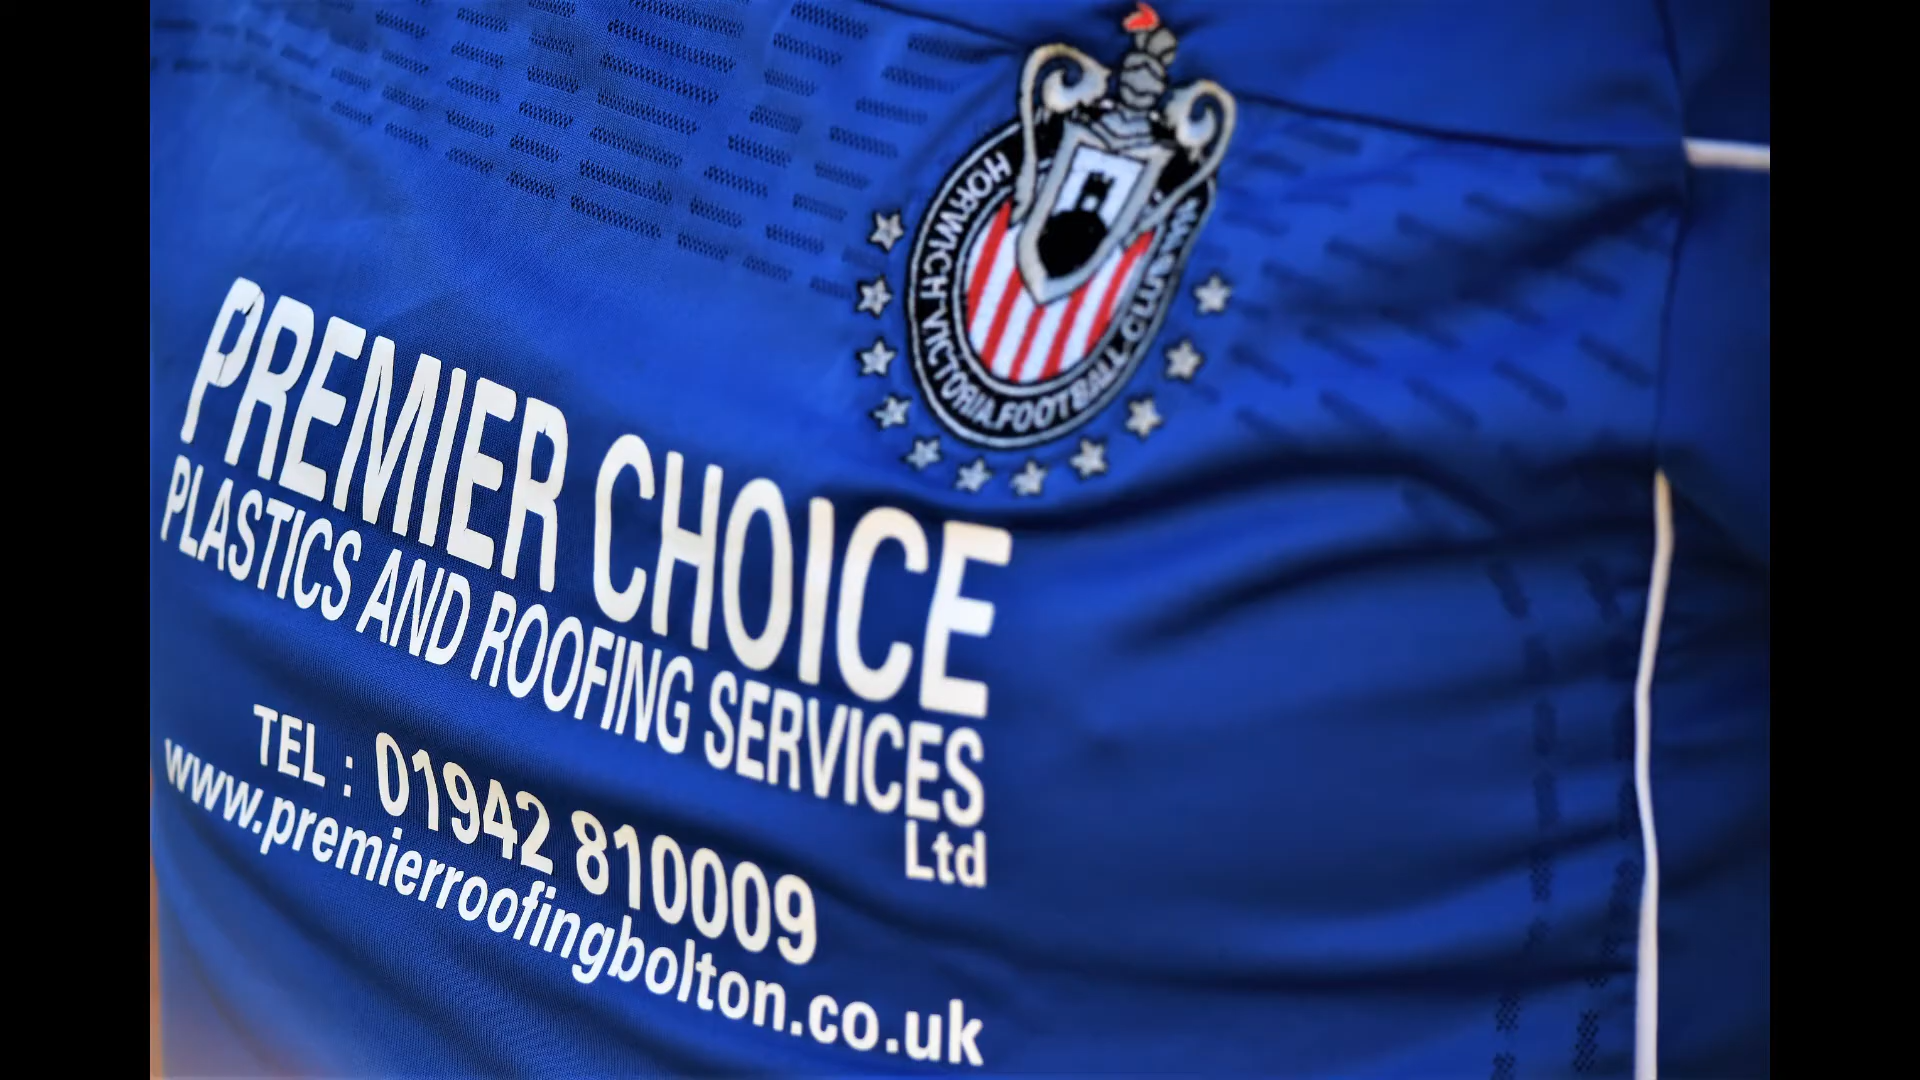 HORWICH VICTORIA FOOTBALL CLUB
PREMIER CHOICE
PLASTICS AND ROOFING SERVICES
Ltd
TEL : 01942 810009
www.premierroofingbolton.co.uk